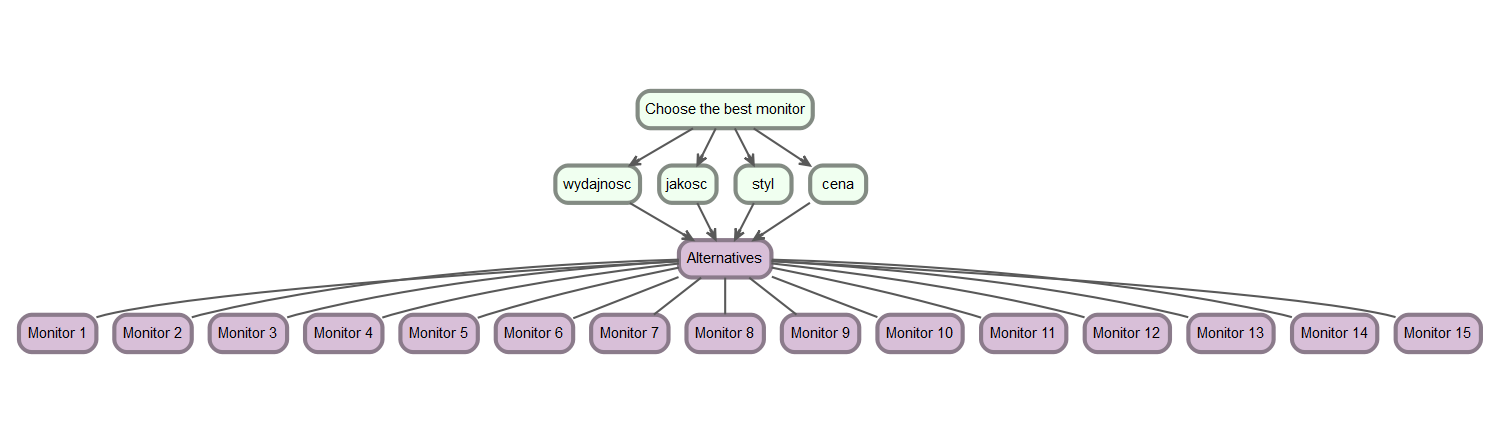 Choose the best monitor
wydajnosc
jakosc
styl
cena
Alternatives
Monitor 1
Monitor 2
Monitor 3
Monitor 4
Monitor 5
Monitor 6
Monitor 7
Monitor 8
Monitor 9
Monitor 10
Monitor 11
Monitor 12
Monitor 13
Monitor 14
Monitor 15